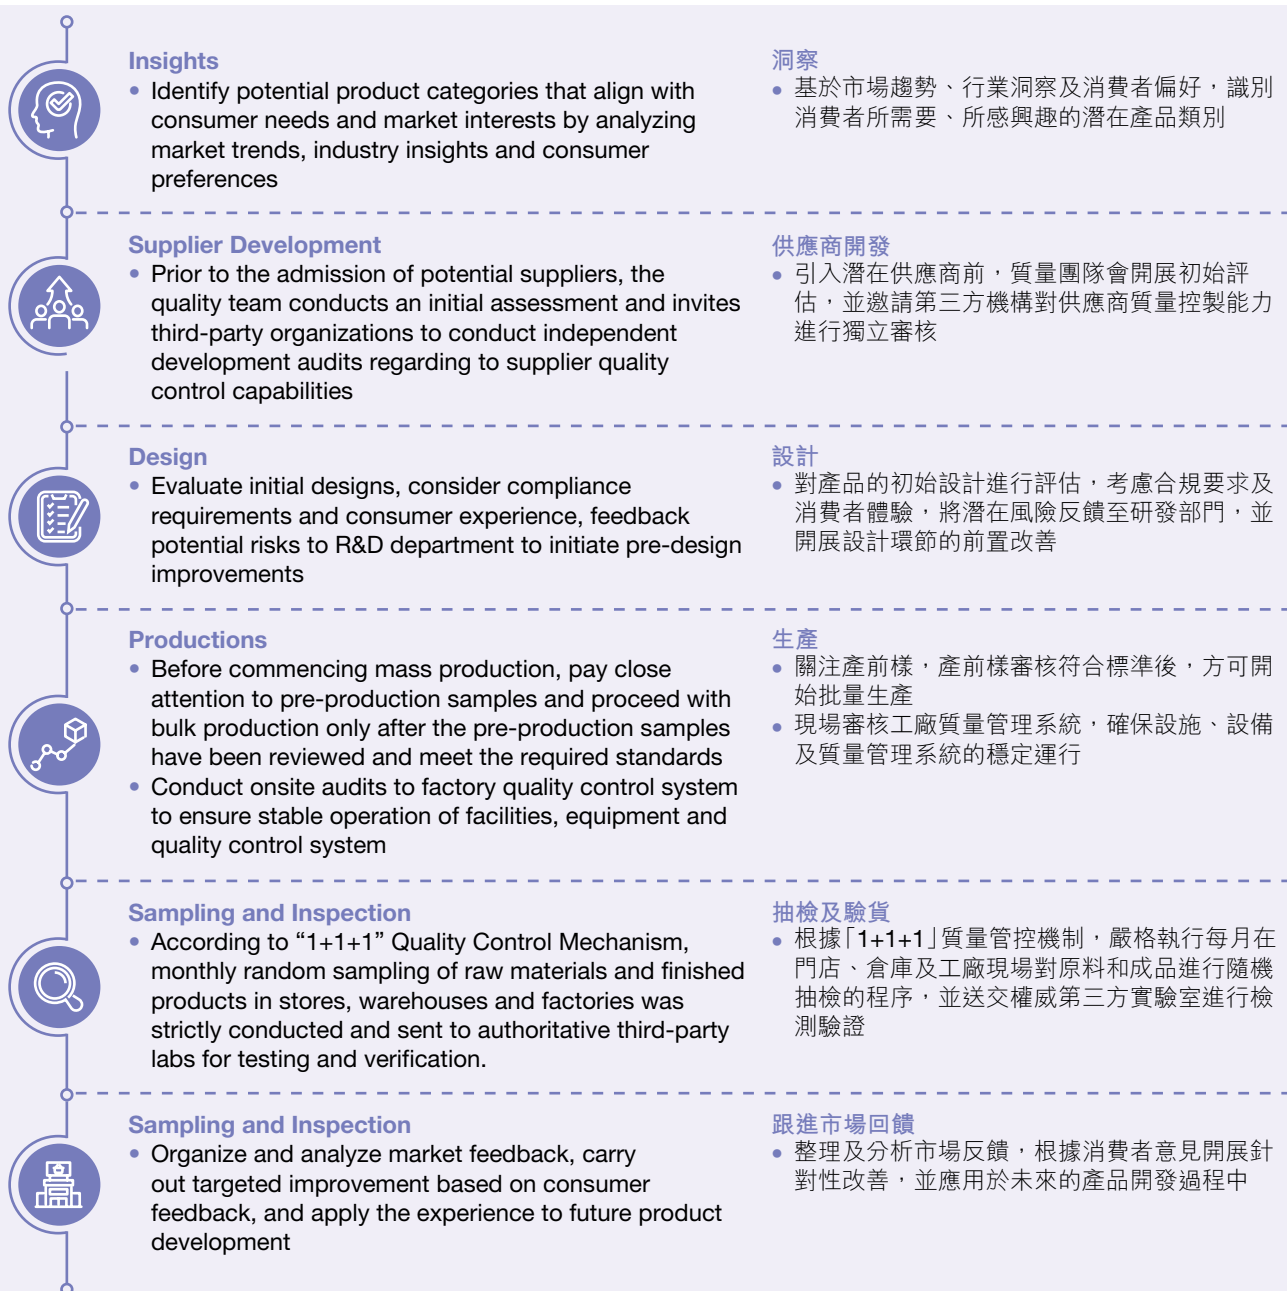 Insights
• Identify potential product categories that align with
consumer needs and market interests by analyzing
market trends, industry insights and consumer
preferences
洞察
• 基於市場趨勢、行業洞察及消費者偏好，識別
消費者所需要、所感興趣的潛在產品類別
Supplier Development
• Prior to the admission of potential suppliers, the
quality team conducts an initial assessment and invites
third-party organizations to conduct independent
development audits regarding to supplier quality
control capabilities
供應商開發
• 引入潛在供應商前，質量團隊會開展初始評
估，並邀請第三方機構對供應商質量控製能力
進行獨立審核
Design
• Evaluate initial designs, consider compliance
requirements and consumer experience, feedback
potential risks to R&D department to initiate pre-design
improvements
設計
• 對產品的初始設計進行評估，考慮合規要求及
消費者體驗，將潛在風險反饋至研發部門，並
開展設計環節的前置改善
Productions
• Before commencing mass production, pay close
attention to pre-production samples and proceed with
bulk production only after the pre-production samples
have been reviewed and meet the required standards
• Conduct onsite audits to factory quality control system
to ensure stable operation of facilities, equipment and
quality control system
生產
• 關注產前樣，產前樣審核符合標準後，方可開
始批量生產
• 現場審核工廠質量管理系統，確保設施、設備
及質量管理系統的穩定運行
Sampling and Inspection
• According to “1+1+1” Quality Control Mechanism,
monthly random sampling of raw materials and finished
products in stores, warehouses and factories was
strictly conducted and sent to authoritative third-party
labs for testing and verification.
抽檢及驗貨
• 根據「1+1+1」質量管控機制，嚴格執行每月在
門店、倉庫及工廠現場對原料和成品進行隨機
抽檢的程序，並送交權威第三方實驗室進行檢
測驗證
Sampling and Inspection
• Organize and analyze market feedback, carry
out targeted improvement based on consumer
feedback, and apply the experience to future product
development
跟進市場回饋
• 整理及分析市場反饋，根據消費者意見開展針
對性改善，並應用於未來的產品開發過程中